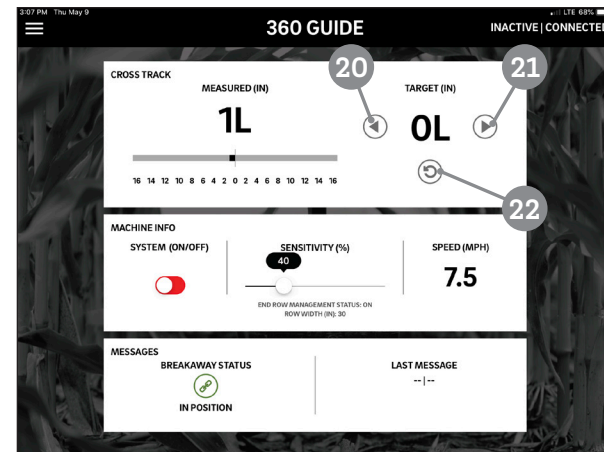 3:07 PM Thu May 9
LTE 68%
360 GUIDE
INACTIVE | CONNECTED
CROSS TRACK
20
21
MEASURED (IN)
TARGET (IN)
1L
0L
16 14 12 10 8 6 4 2 0 2 4 6 8 10 12 14 16
22
MACHINE INFO
SYSTEM (ON/OFF)
SENSITIVITY (%)
SPEED (MPH)
40
7.5
END ROW MANAGEMENT STATUS: ON
ROW WIDTH (IN): 30
MESSAGES
BREAKAWAY STATUS
LAST MESSAGE
-- | --
IN POSITION